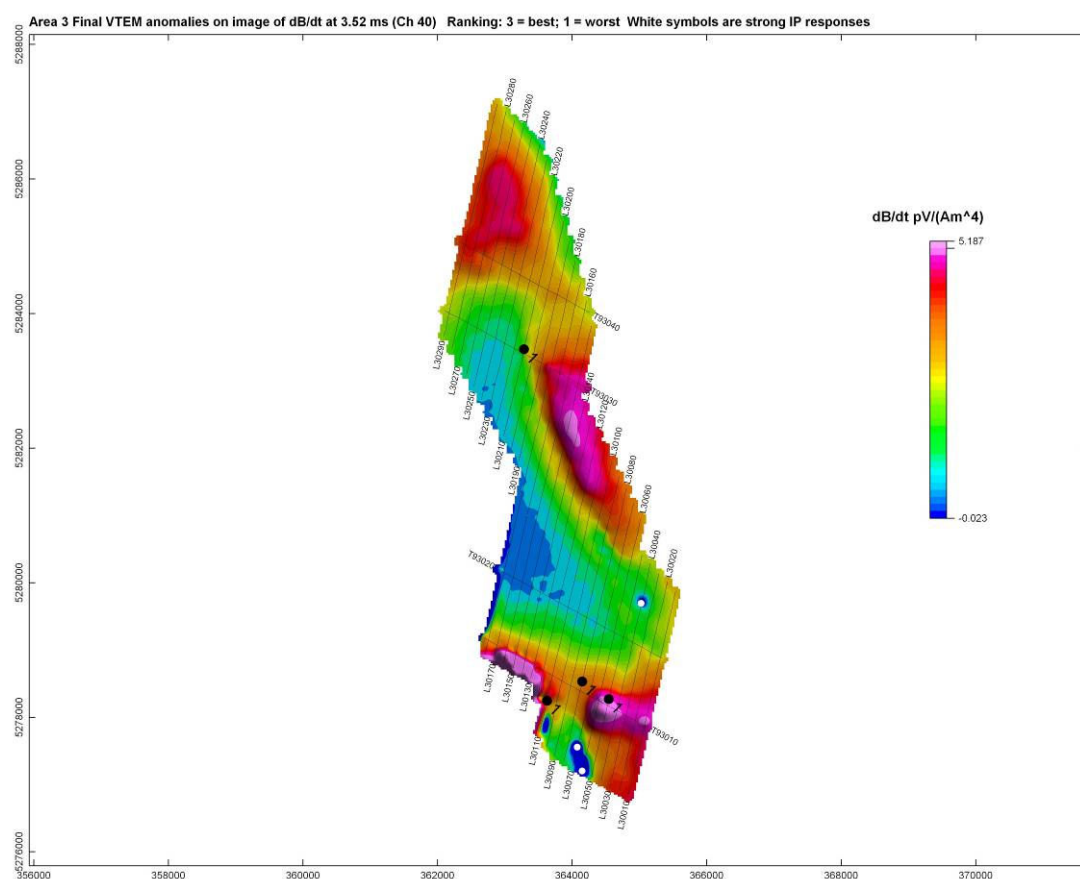 Area 3 Final VTEM anomalies on image of dB/dt at 3.52 ms (Ch 40) Ranking: 3 = best; 1 = worst White symbols are strong IP responses
5288000
5286000
5284000
5282000
5280000
5278000
5276000
L30280
L30260
L30240
L30220
L30200
L30180
L30160
T93040
L30290
L30270
L30250
L30230
L30210
L30190
1
T93030
L30120
L30100
L30080
L30060
L30040
L30020
T93020
L30170
L30150
L30130
L30110
L30090
L30070
L30050
L30030
L30010
1
1
1
T93010
dB/dt pV/(Am^4)
5.187
-0.023
356000
358000
360000
362000
364000
366000
368000
370000